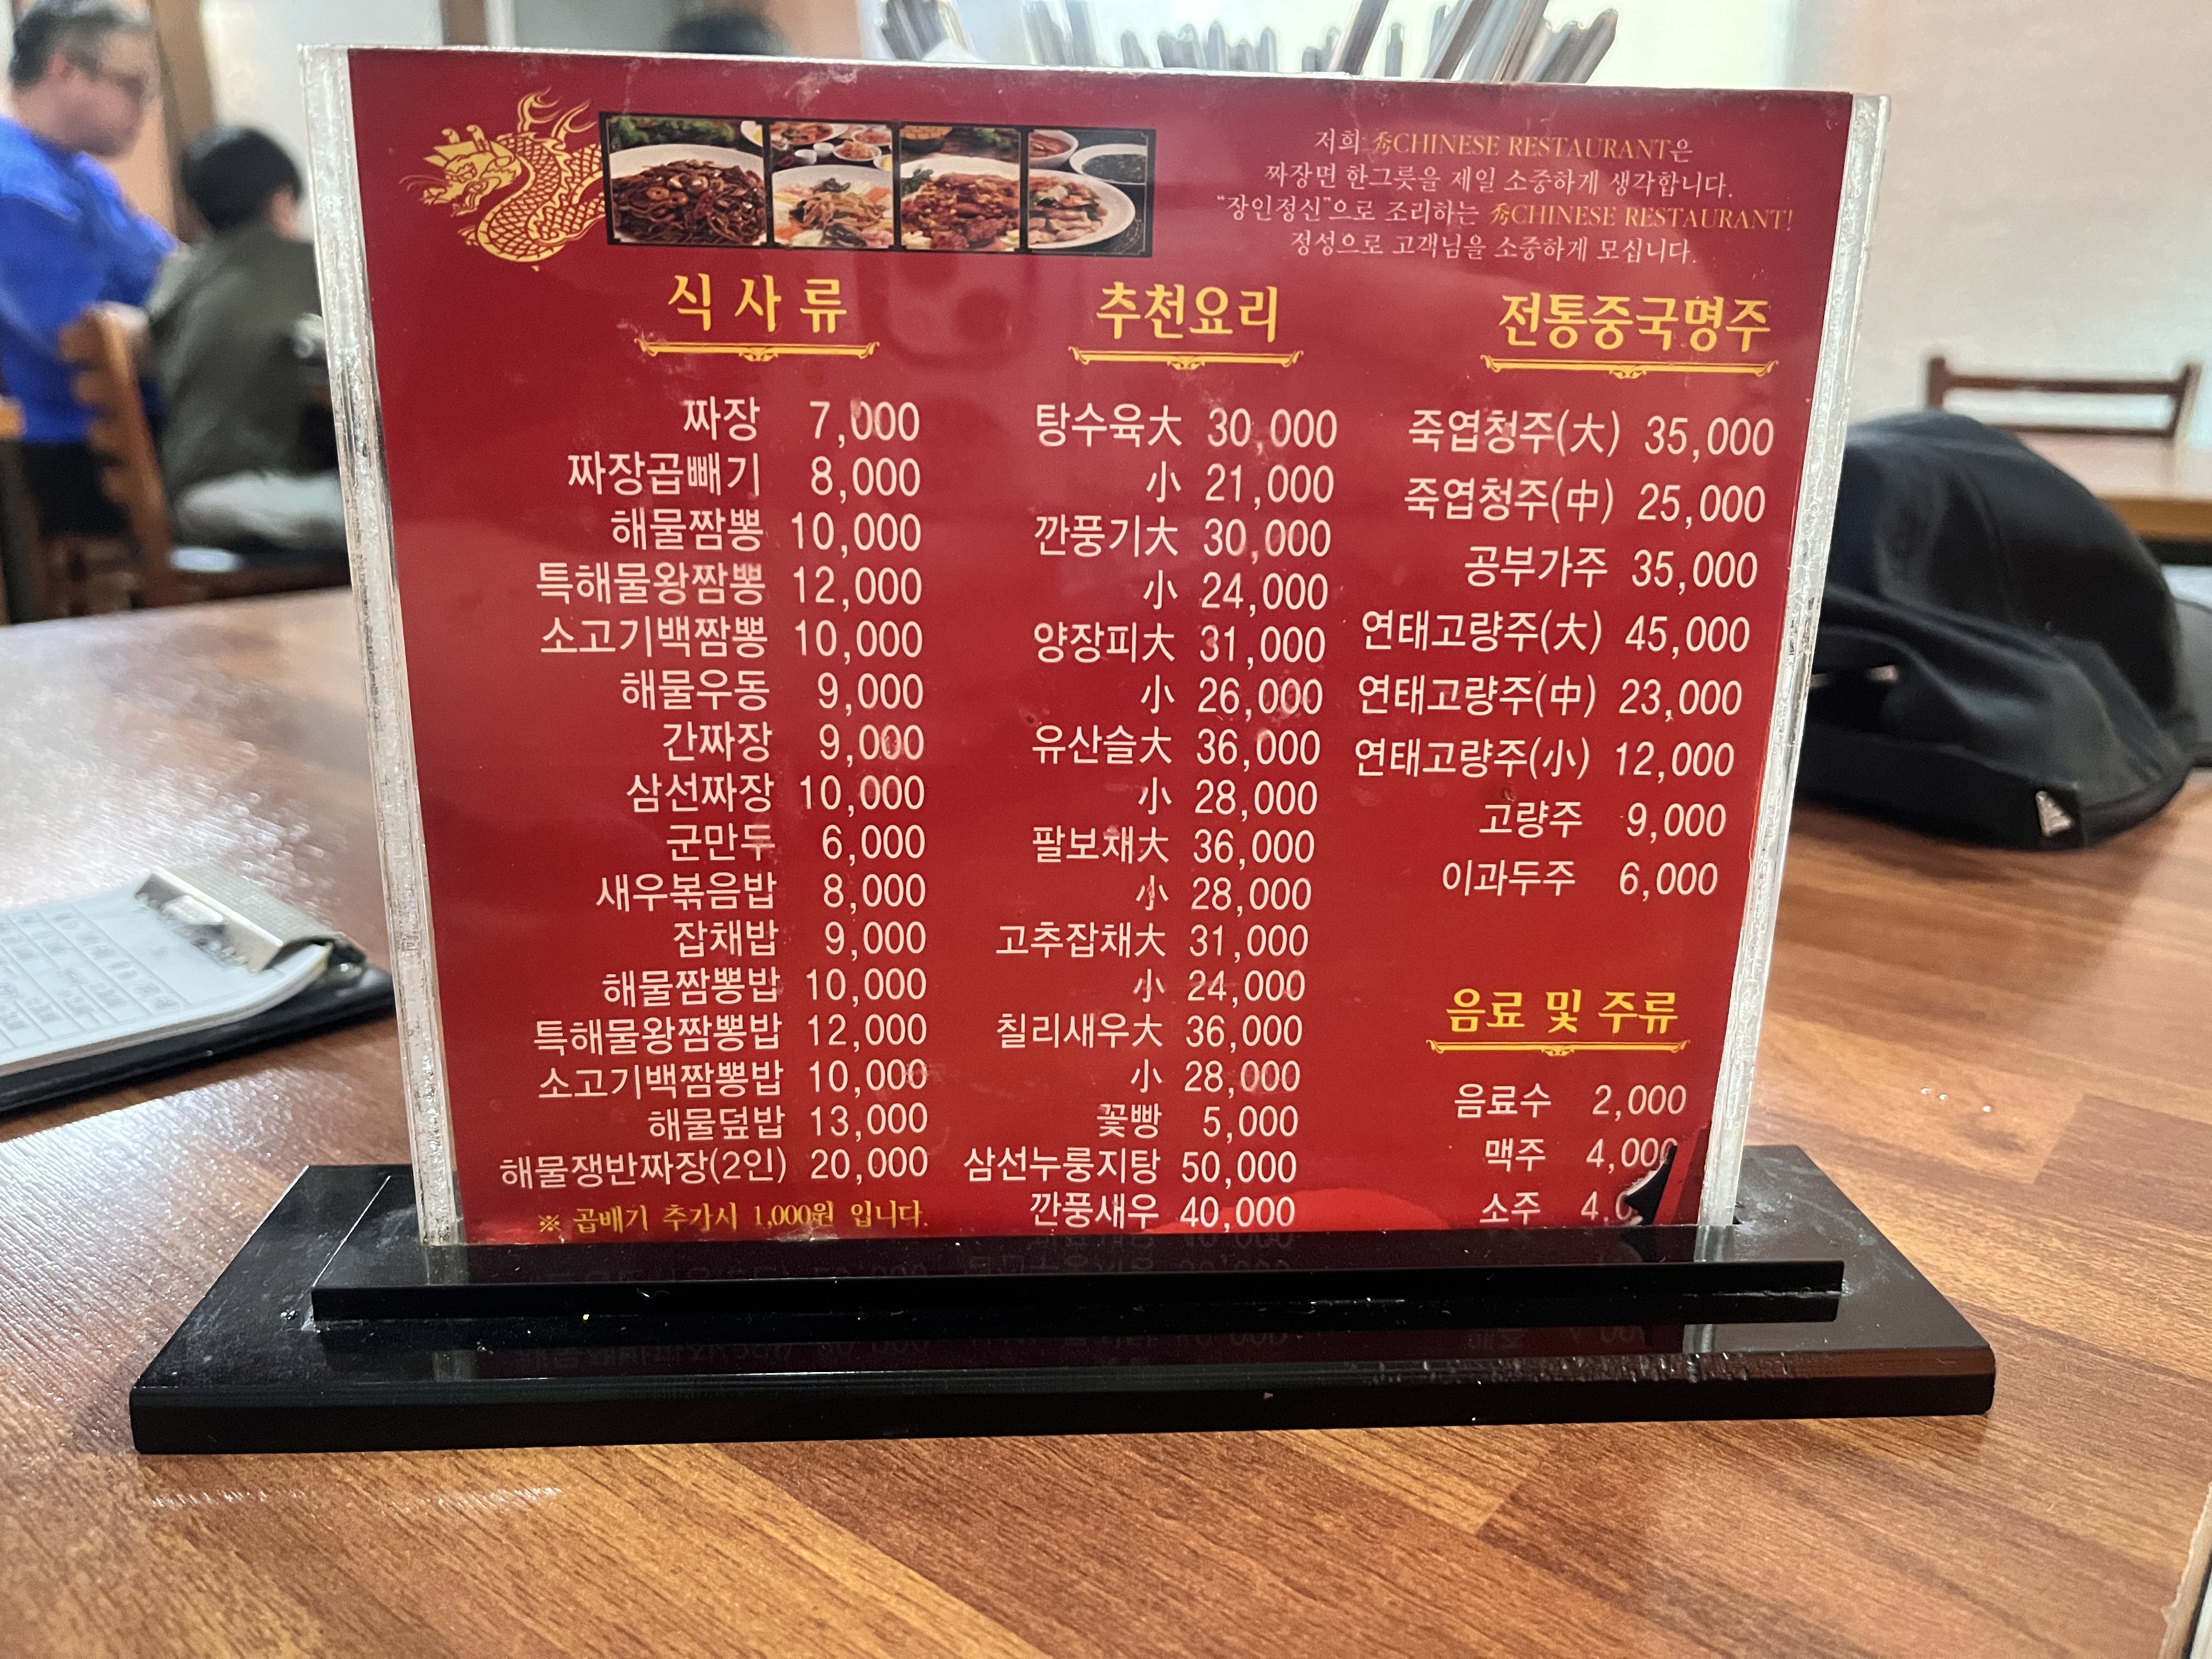 저희 秀CHINESE RESTAURANT은
짜장면 한그릇을 제일 소중하게 생각합니다.
"장인정신"으로 조리하는 秀CHINESE RESTAURANT!
정성으로 고객님을 소중하게 모십니다.
식사류
짜장 7,000
짜장곱빼기 8,000
해물짬뽕 10,000
특해물왕짬뽕 12,000
소고기백짬뽕 10,000
해물우동 9,000
간짜장 9,000
삼선짜장 10,000
군만두 6,000
새우볶음밥 8,000
잡채밥 9,000
해물짬뽕밥 10,000
특해물왕짬뽕밥 12,000
소고기백짬뽕밥 10,000
해물덮밥 13,000
해물쟁반짜장(2인) 20,000
※ 곱배기 추가시 1,000원 입니다.
추천요리
탕수육大 30,000
小 21,000
깐풍기大 30,000
小 24,000
양장피大 31,000
小 26,000
유산슬大 36,000
小 28,000
팔보채大 36,000
小 28,000
고추잡채大 31,000
小 24,000
칠리새우大 36,000
小 28,000
꽃빵 5,000
삼선누룽지탕 50,000
깐풍새우 40,000
전통중국명주
죽엽청주(大) 35,000
죽엽청주(中) 25,000
공부가주 35,000
연태고량주(大) 45,000
연태고량주(中) 23,000
연태고량주(小) 12,000
고량주 9,000
이과두주 6,000
음료 및 주류
음료수 2,000
맥주 4,000
소주